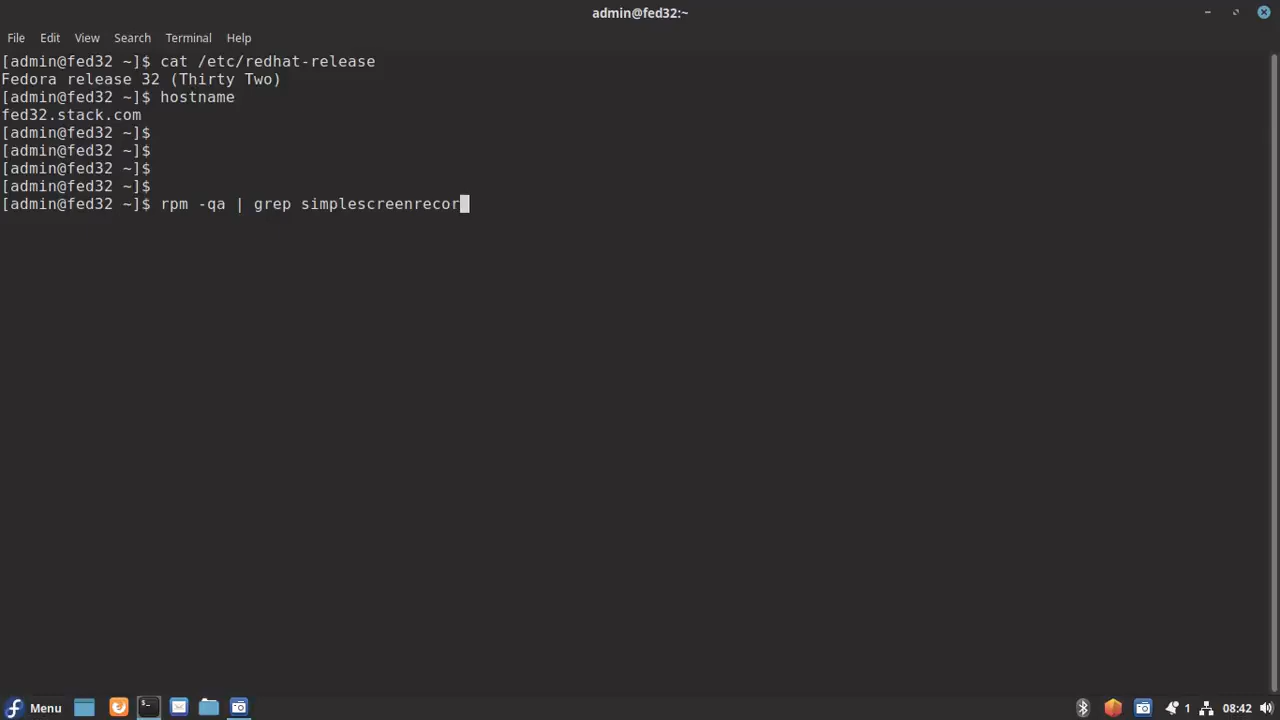 admin@fed32:~
File Edit View Search Terminal Help
[admin@fed32 ~]$ cat /etc/redhat-release
Fedora release 32 (Thirty Two)
[admin@fed32 ~]$ hostname
fed32.stack.com
[admin@fed32 ~]$
[admin@fed32 ~]$
[admin@fed32 ~]$
[admin@fed32 ~]$
[admin@fed32 ~]$ rpm -qa | grep simplescreenrecor
Menu 1 08:42